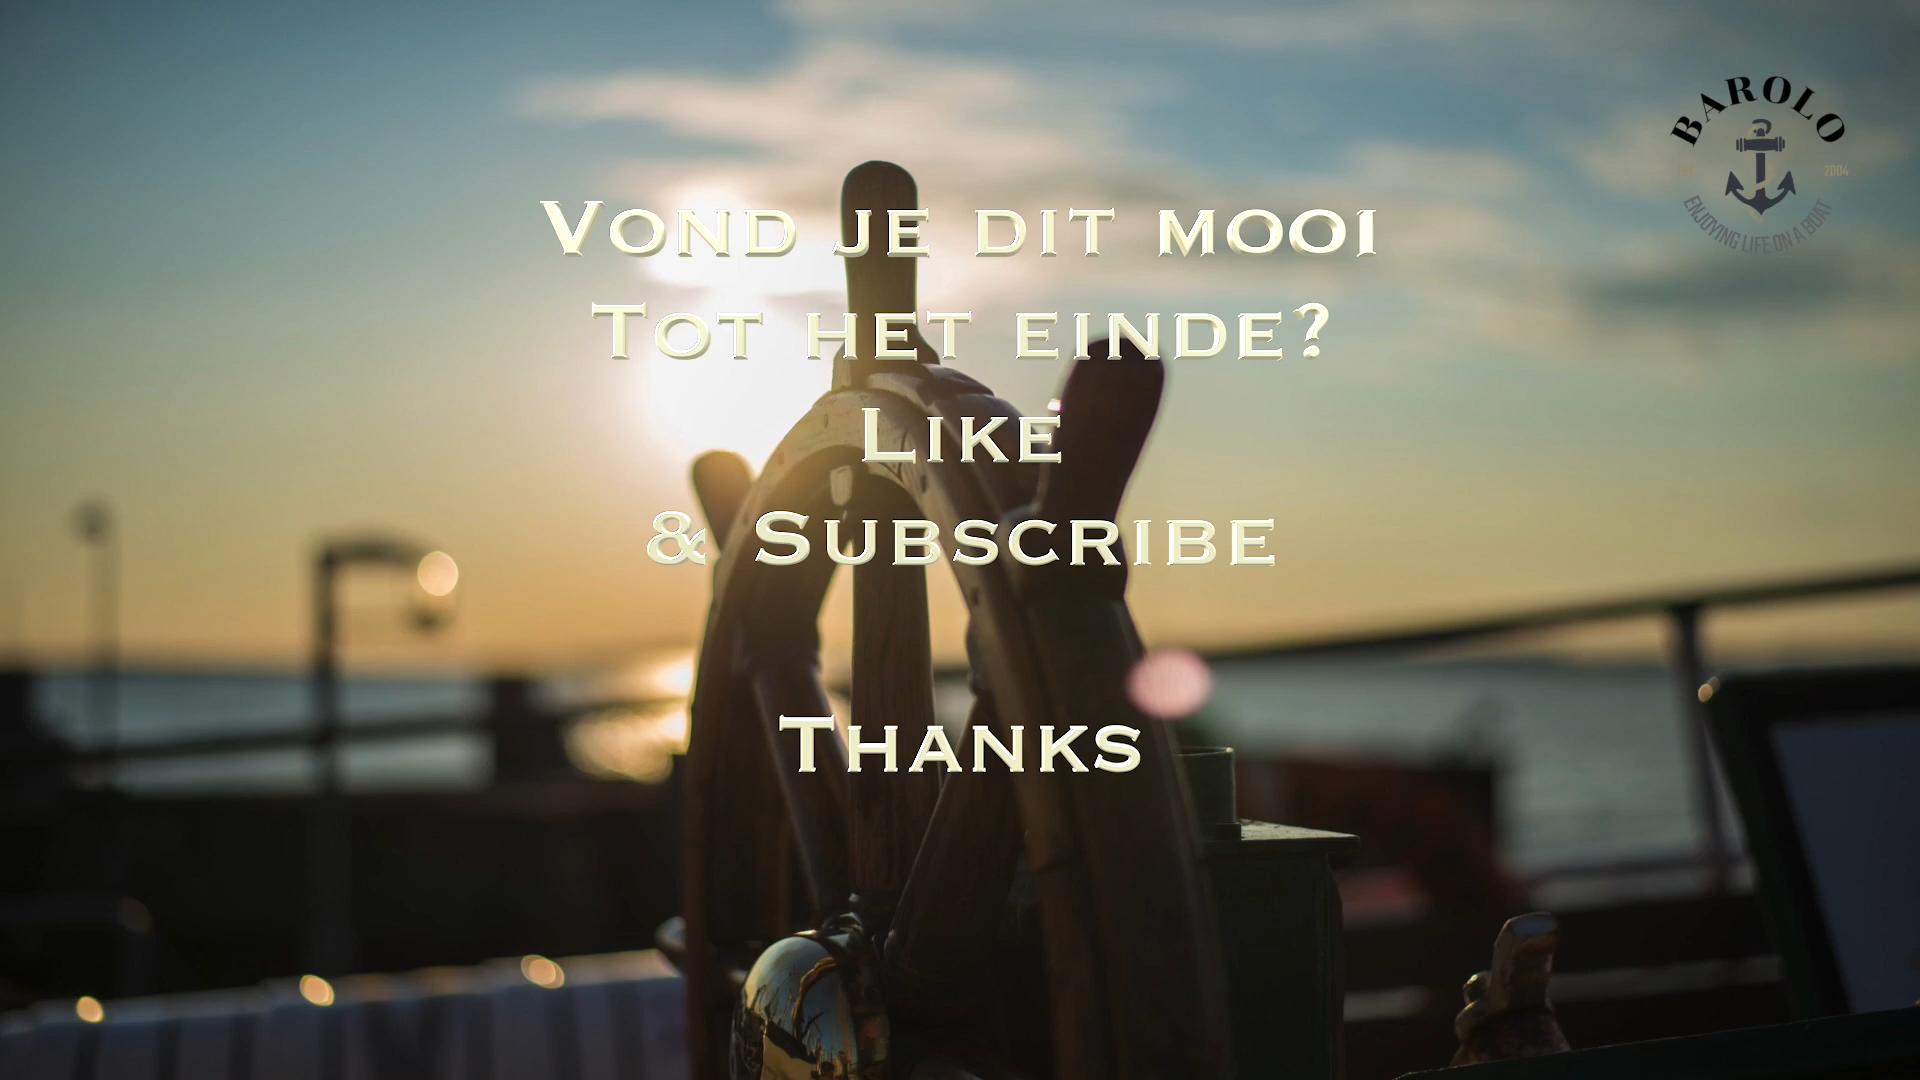 BAROLO
2004
ENJOYING LIFE ON A BOAT
Vond je dit mooi
Tot het einde?
Like
& Subscribe
Thanks